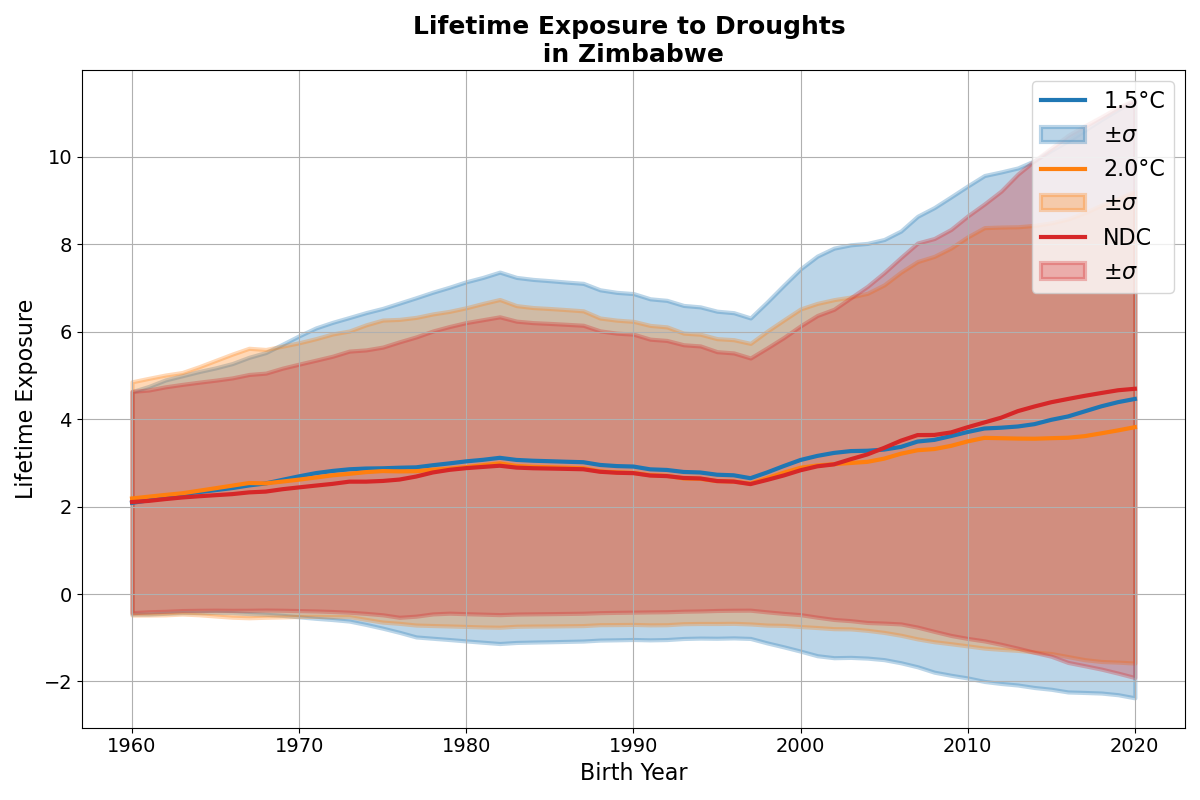 Lifetime Exposure to Droughts
in Zimbabwe
Lifetime Exposure
10
8
6
4
2
0
−2
1960
1970
1980
1990
2000
2010
2020
Birth Year
1.5°C
±σ
2.0°C
±σ
NDC
±σ